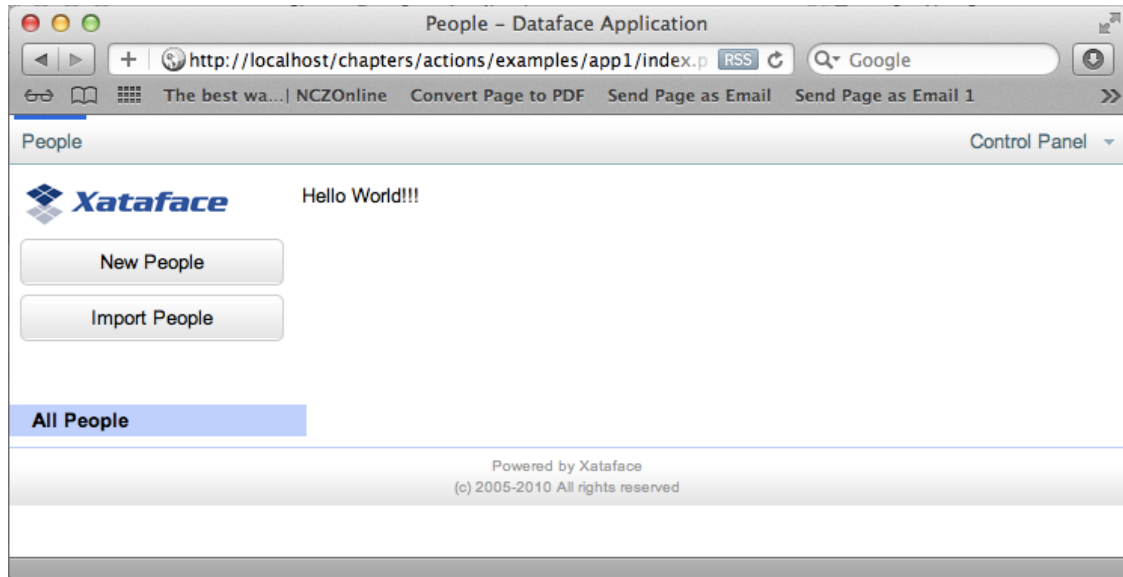 People – Dataface Application
http://localhost/chapters/actions/examples/app1/index.p RSS Google
The best wa...| NCZOnline Convert Page to PDF Send Page as Email Send Page as Email 1
People Control Panel
Xataface Hello World!!!
New People
Import People
All People
Powered by Xataface
(c) 2005-2010 All rights reserved